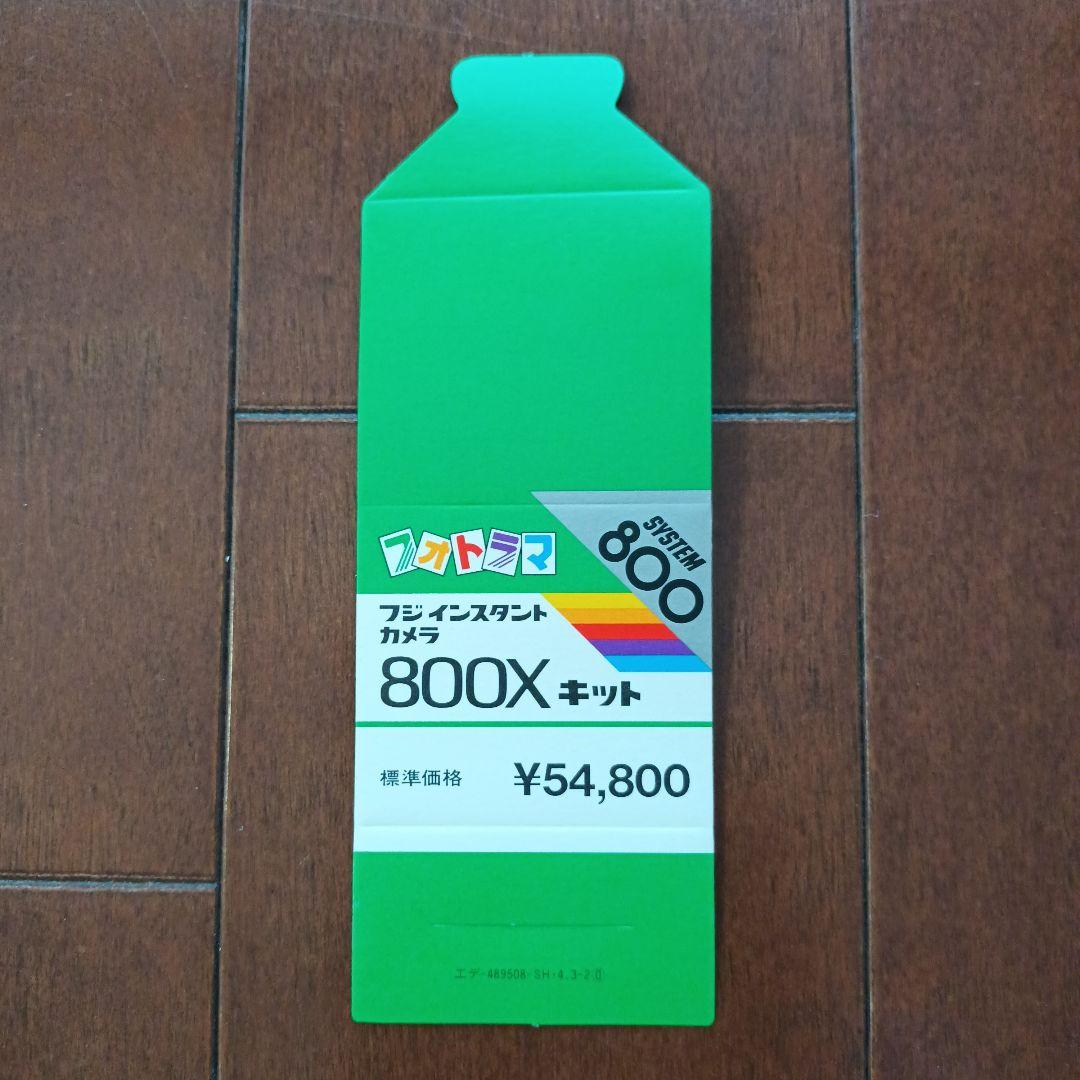 フォトラマ
SYSTEM
800
フジインスタント
カメラ
800X キット
標準価格 ¥54,800
エデ-489508-SH・4.3-2.0